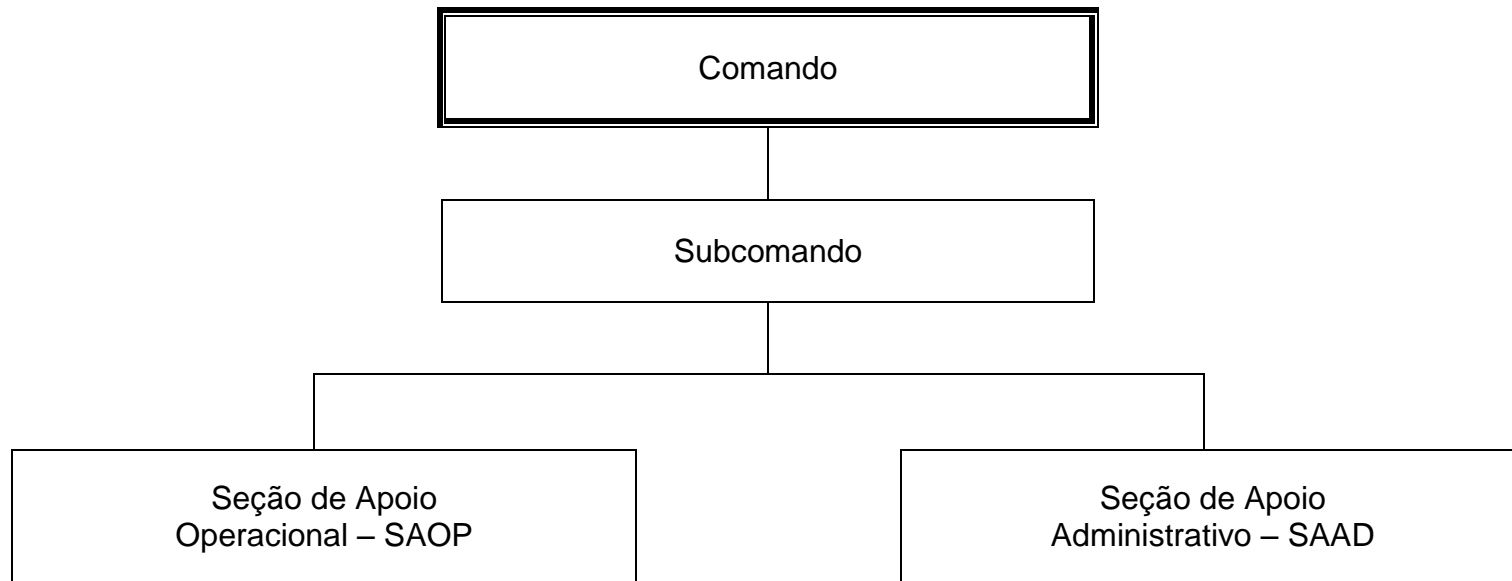 Comando
Subcomando
Seção de Apoio
Operacional – SAOP
Seção de Apoio
Administrativo – SAAD